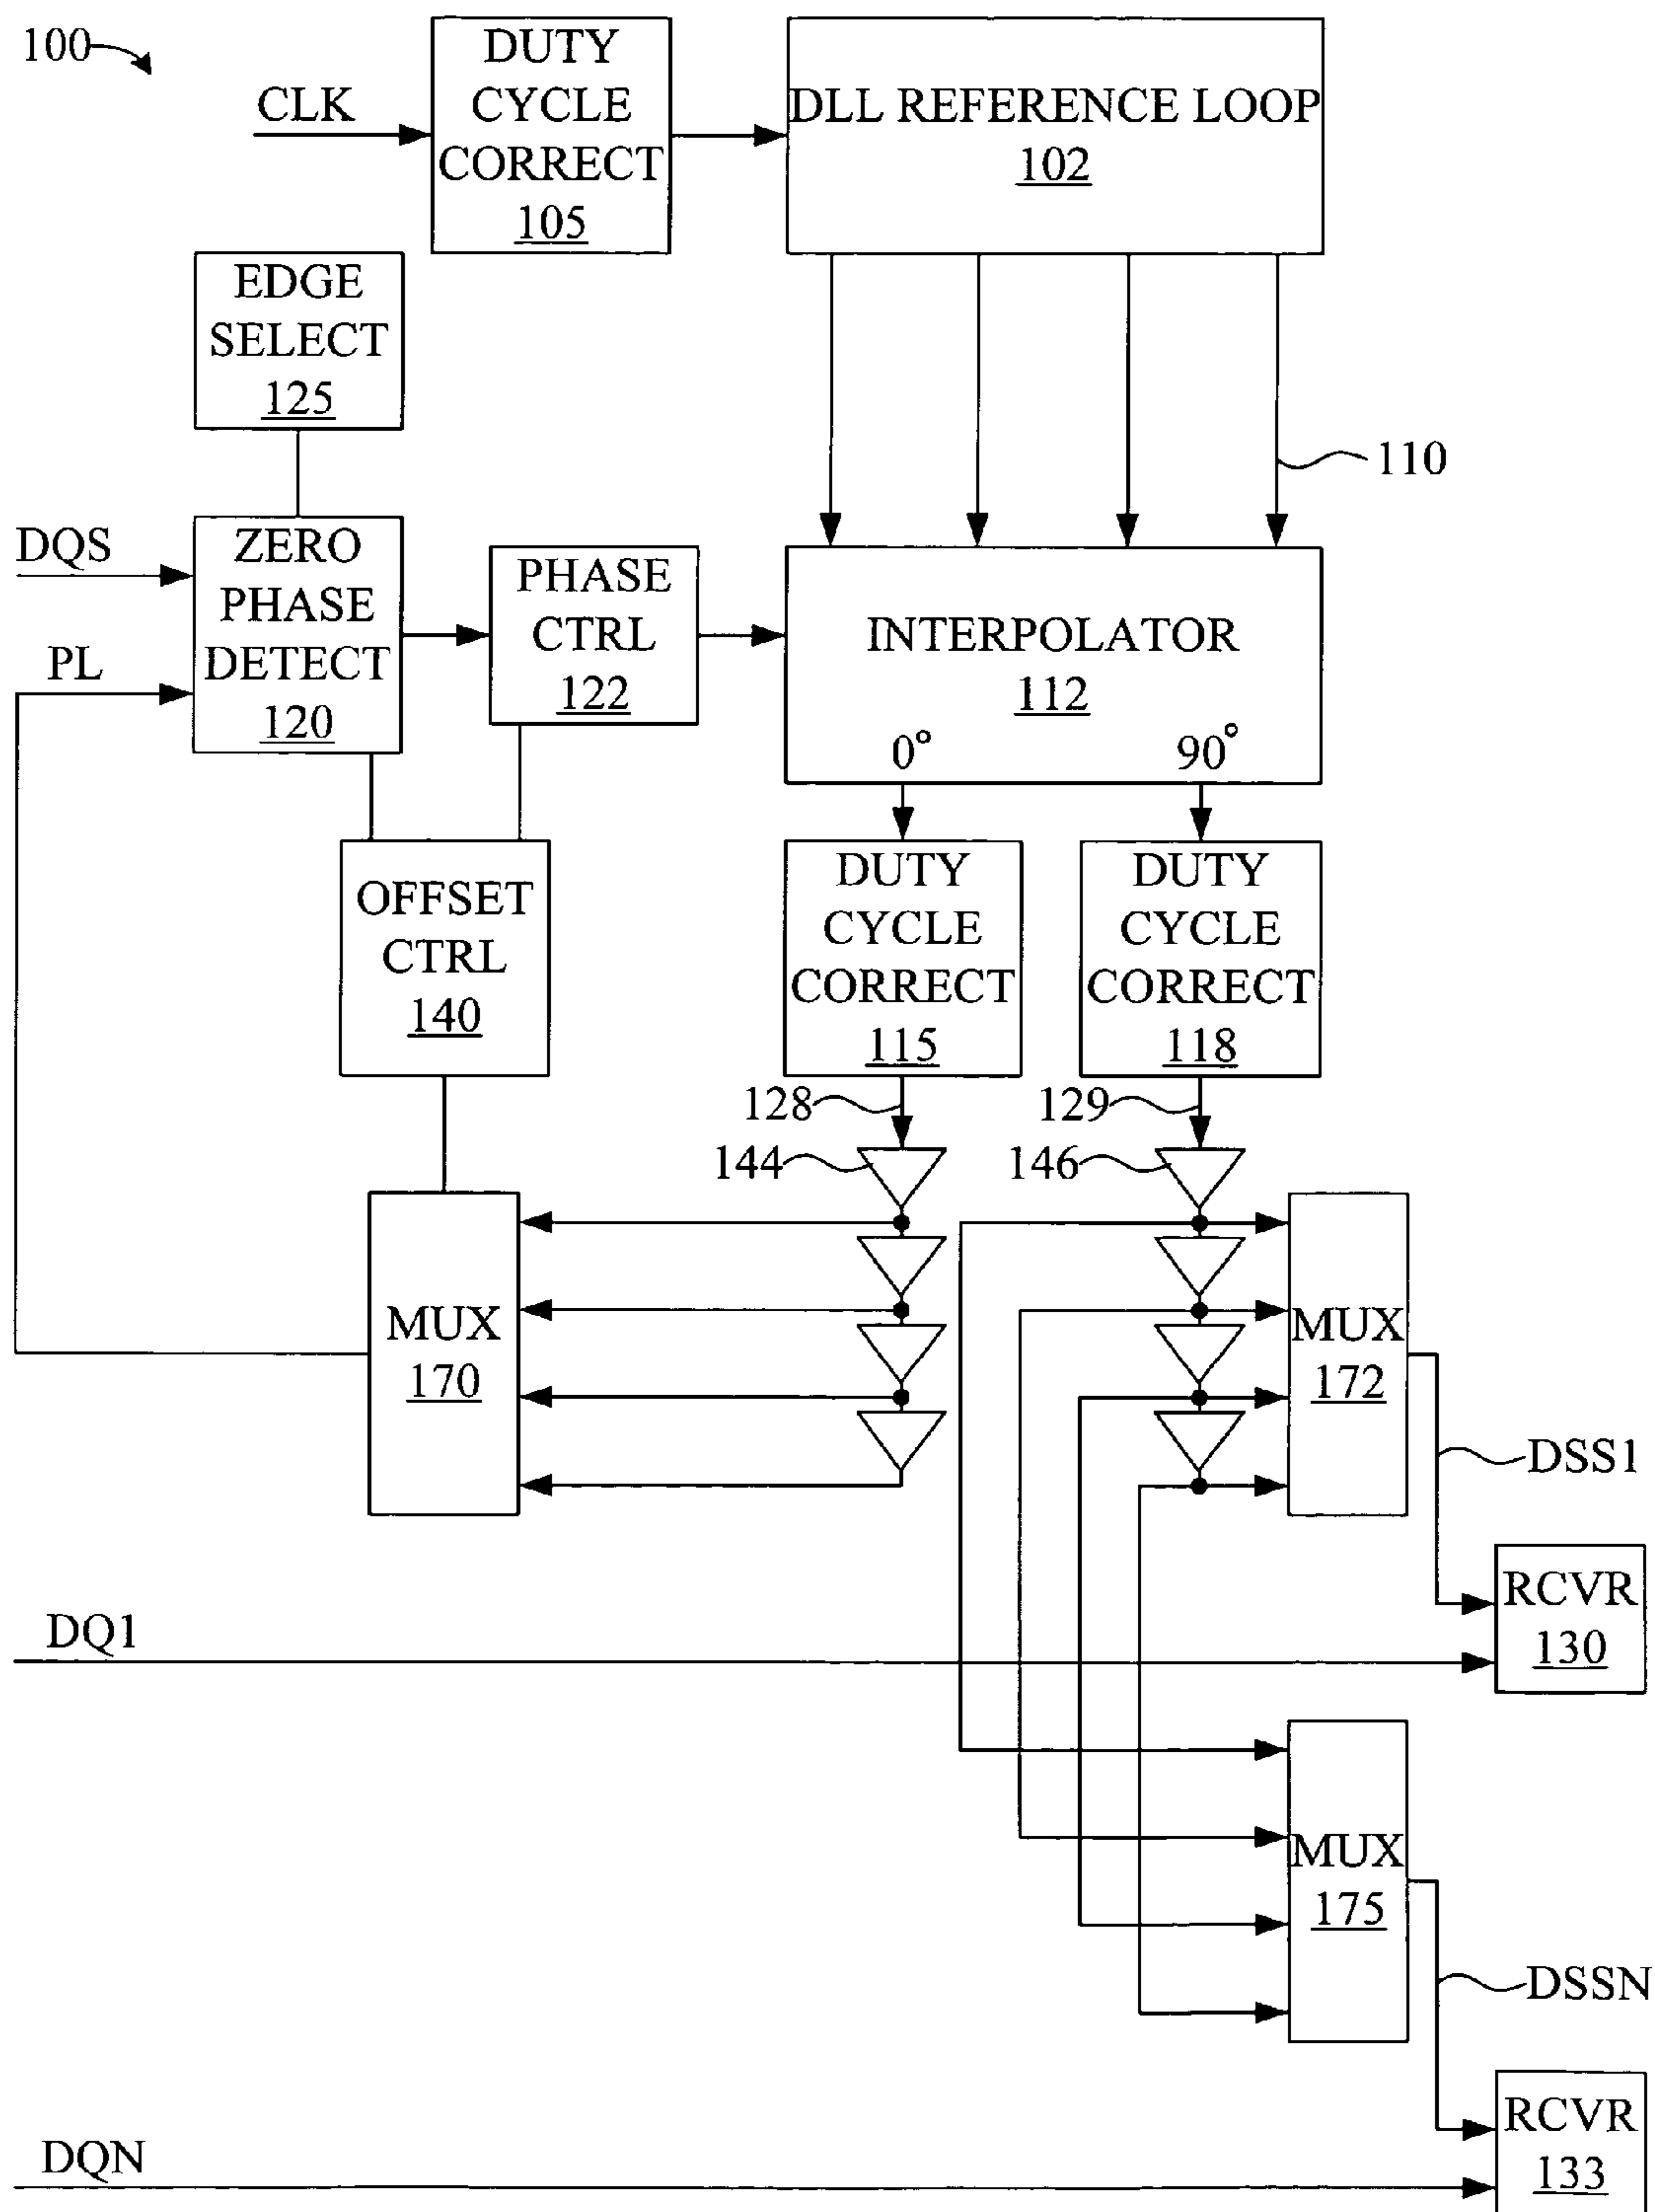 100
CLK
DUTY
CYCLE
CORRECT
105
DLL REFERENCE LOOP
102
EDGE
SELECT
125
110
DQS
PL
ZERO
PHASE
DETECT
120
PHASE
CTRL
122
INTERPOLATOR
112
0°
90°
OFFSET
CTRL
140
DUTY
CYCLE
CORRECT
115
DUTY
CYCLE
CORRECT
118
128
129
144
146
MUX
170
MUX
172
DSS1
RCVR
130
DQ1
MUX
175
DSSN
RCVR
133
DQN